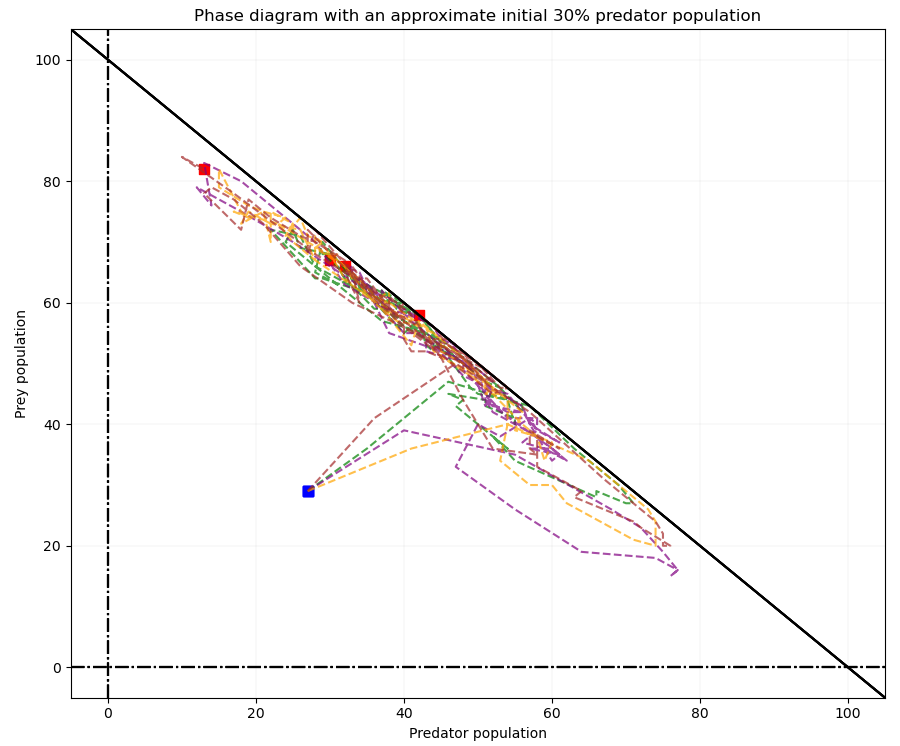 Phase diagram with an approximate initial 30% predator population
100
80
60
40
20
0
Prey population
0 20 40 60 80 100
Predator population